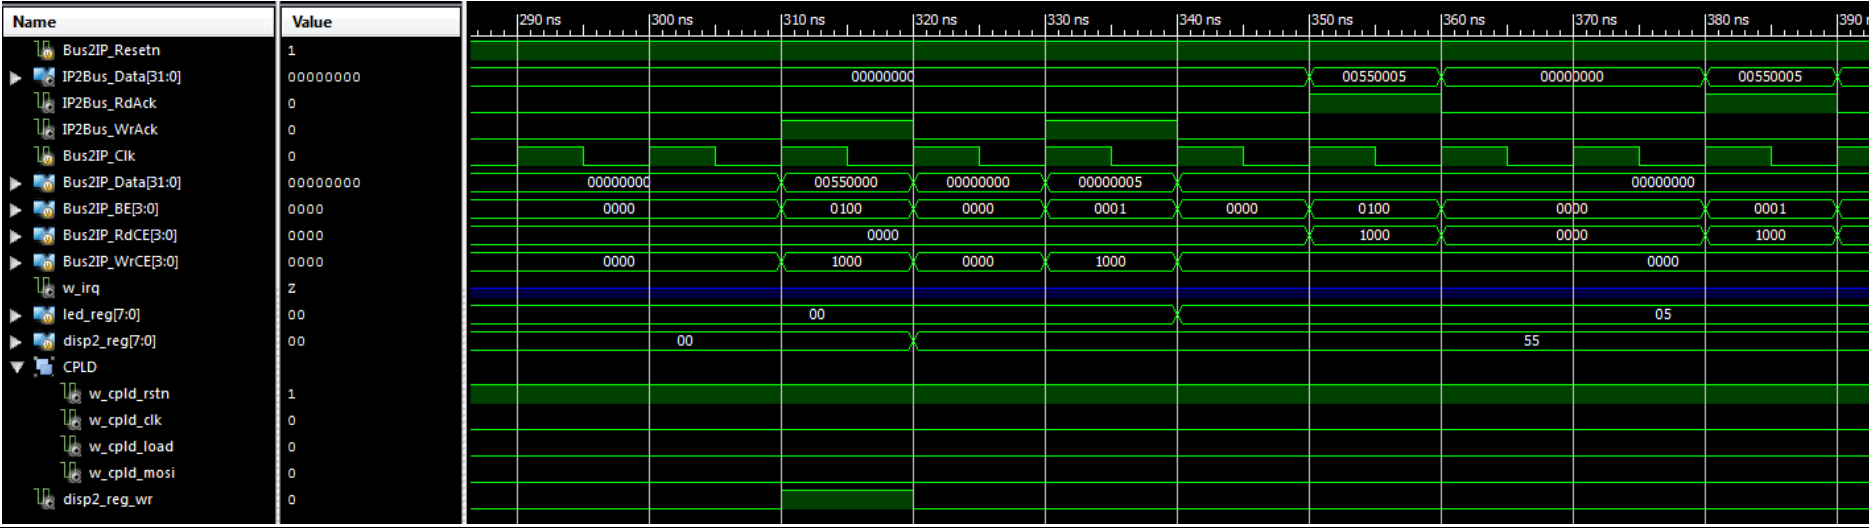 Name Value 290 ns 300 ns 310 ns 320 ns 330 ns 340 ns 350 ns 360 ns 370 ns 380 ns 390
Bus2IP_Resetn 1
IP2Bus_Data[31:0] 00000000 00000000 00550005 00000000 00550005
IP2Bus_RdAck 0
IP2Bus_WrAck 0
Bus2IP_Clk 0
Bus2IP_Data[31:0] 00000000 00000000 00550000 00000000 00000005 00000000
Bus2IP_BE[3:0] 0000 0000 0100 0000 0001 0000 0100 0000 0001
Bus2IP_RdCE[3:0] 0000 0000 1000 0000 1000
Bus2IP_WrCE[3:0] 0000 0000 1000 0000 1000 0000
w_irq Z
led_reg[7:0] 00 00 05
disp2_reg[7:0] 00 00 55
CPLD
w_cpld_rstn 1
w_cpld_clk 0
w_cpld_load 0
w_cpld_mosi 0
disp2_reg_wr 0